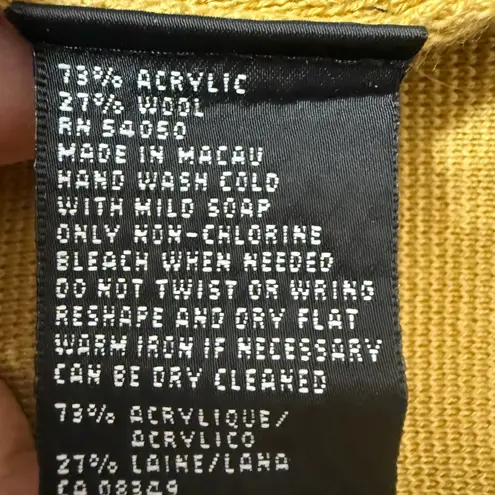 73% ACRYLIC
27% WOOL
RN 54050
MADE IN MACAU
HAND WASH COLD
WITH MILD SOAP
ONLY NON-CHLORINE
BLEACH WHEN NEEDED
DO NOT TWIST OR WRING
RESHAPE AND DRY FLAT
WARM IRON IF NECESSARY
CAN BE DRY CLEANED
73% ACRYLIQUE/
ACRYLICO
27% LAINE/LANA
CA 08349